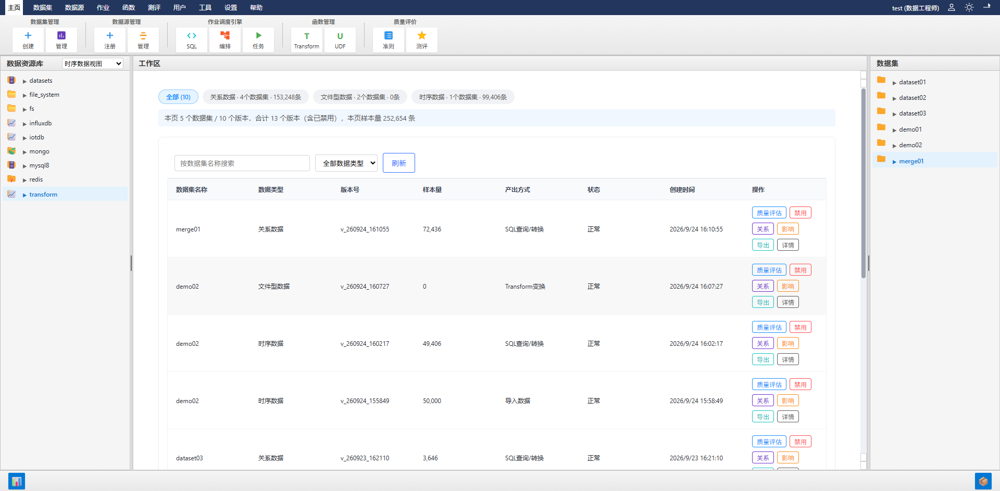 主页 数据集 数据源 作业 函数 测评 用户 工具 设置 帮助 test (数据工程师)
数据集管理 数据源管理 作业调度引擎 函数管理 质量评价
创建 管理 注册 管理 SQL 编排 任务 T Transform U UDF 准则 测评
数据资源库 时序数据视图
datasets
file_system
fs
influxdb
iotdb
mongo
mysql8
redis
transform
工作区
全部 (10) 关系数据 · 4个数据集 · 153,248条 文件型数据 · 2个数据集 · 0条 时序数据 · 1个数据集 · 99,406条
本页 5 个数据集 / 10 个版本，合计 13 个版本（含已禁用），本页样本量 252,654 条
按数据集名称搜索 全部数据类型 刷新
数据集名称 数据类型 版本号 样本量 产出方式 状态 创建时间 操作
merge01 关系数据 v_260924_161055 72,436 SQL查询/转换 正常 2026/9/24 16:10:55 质量评估 禁用
关系 影响
导出 详情
demo02 文件型数据 v_260924_160727 0 Transform变换 正常 2026/9/24 16:07:27 质量评估 禁用
关系 影响
导出 详情
demo02 时序数据 v_260924_160217 49,406 SQL查询/转换 正常 2026/9/24 16:02:17 质量评估 禁用
关系 影响
导出 详情
demo02 时序数据 v_260924_155849 50,000 导入数据 正常 2026/9/24 15:58:49 质量评估 禁用
关系 影响
导出 详情
dataset03 关系数据 v_260923_162110 3,646 SQL查询/转换 正常 2026/9/23 16:21:10 质量评估 禁用
关系 影响
数据集
dataset01
dataset02
dataset03
demo01
demo02
merge01